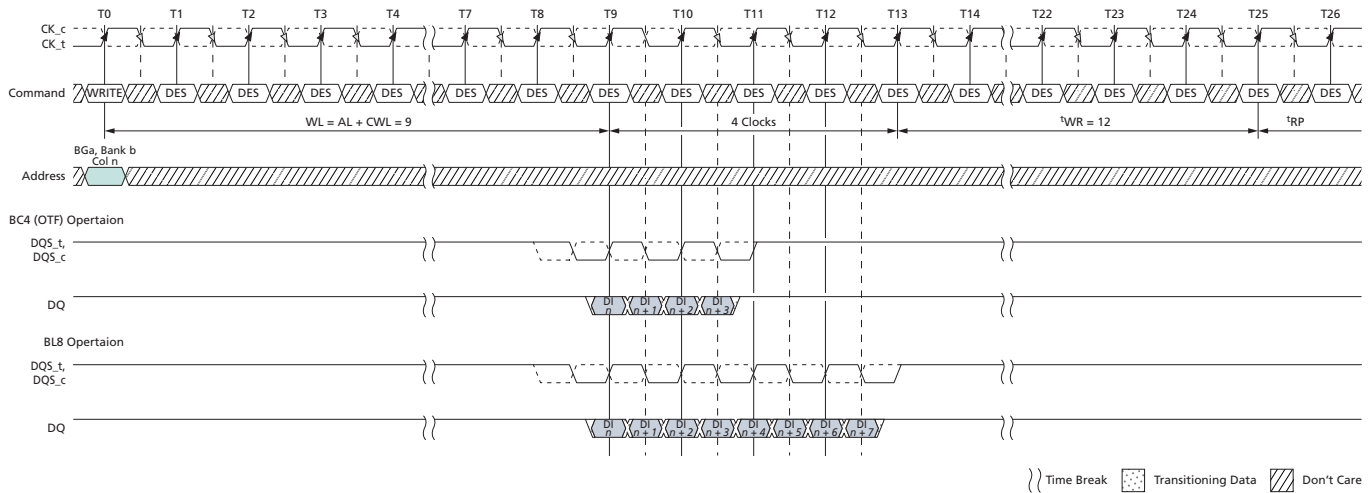 T0 T1 T2 T3 T4 T7 T8 T9 T10 T11 T12 T13 T14 T22 T23 T24 T25 T26
CK_c
CK_t
Command WRITE DES DES DES DES DES DES DES DES DES DES DES DES DES DES DES DES DES
WL = AL + CWL = 9 4 Clocks tWR = 12 tRP
BGa, Bank b
Col n
Address
BC4 (OTF) Opertaion
DQS_t,
DQS_c
DQ DI n DI n + 1 DI n + 2 DI n + 3
BL8 Opertaion
DQS_t,
DQS_c
DQ DI n DI n + 1 DI n + 2 DI n + 3 DI n + 4 DI n + 5 DI n + 6 DI n + 7
Time Break Transitioning Data Don't Care